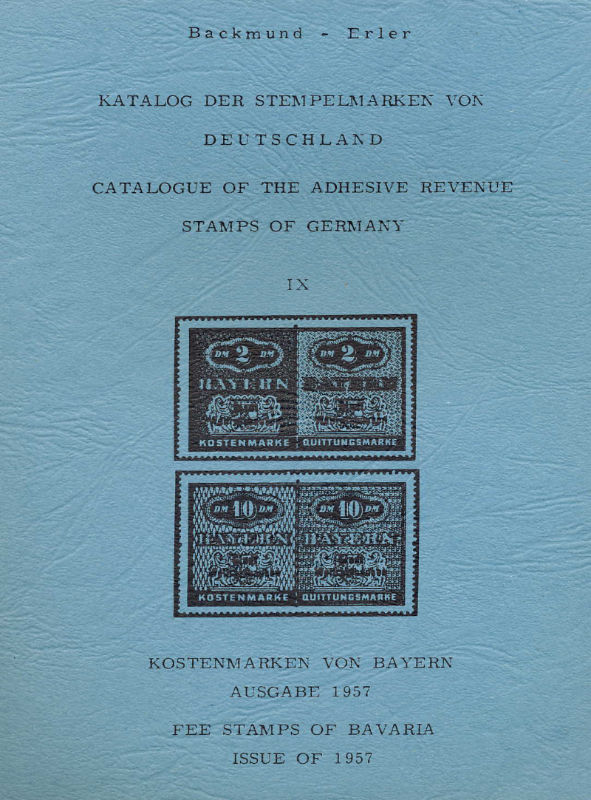 Backmund - Erler
KATALOG DER STEMPELMARKEN VON
DEUTSCHLAND
CATALOGUE OF THE ADHESIVE REVENUE
STAMPS OF GERMANY
IX
DM 2 DM DM 2 DM
BAYERN BAYERN
KOSTENMARKE QUITTUNGSMARKE
DM 10 DM DM 10 DM
BAYERN BAYERN
KOSTENMARKE QUITTUNGSMARKE
KOSTENMARKEN VON BAYERN
AUSGABE 1957
FEE STAMPS OF BAVARIA
ISSUE OF 1957